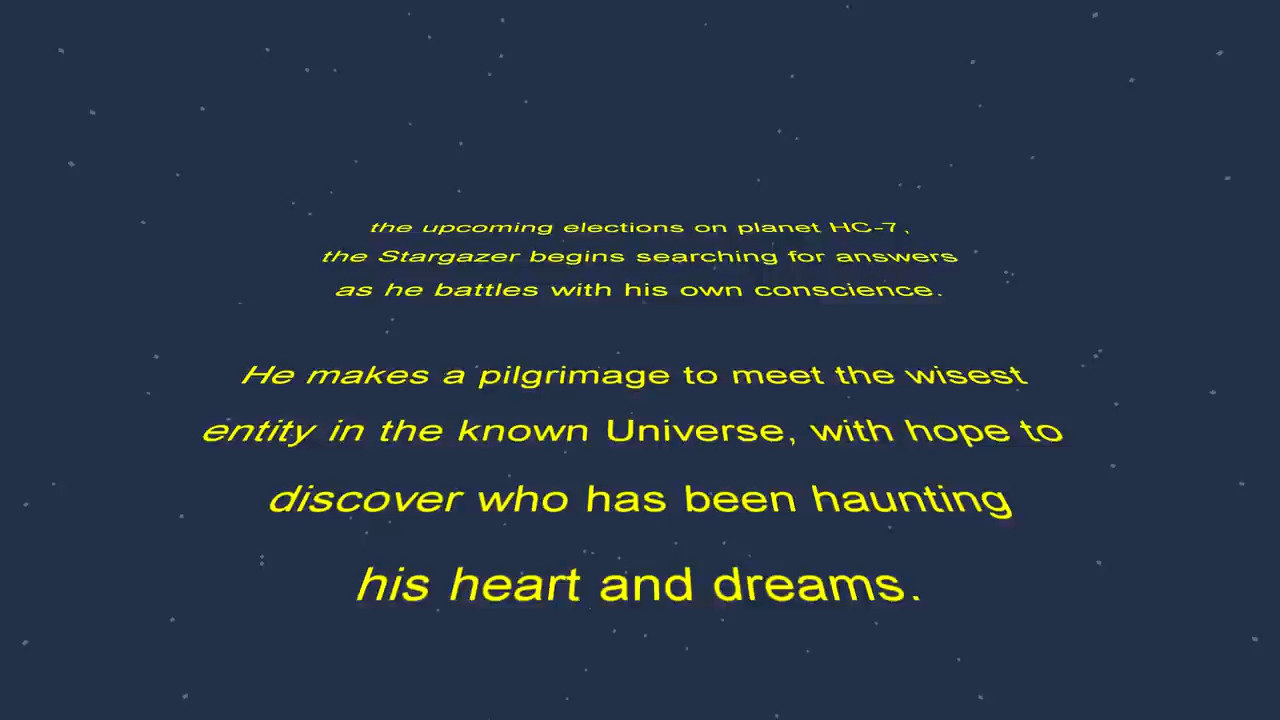 the upcoming elections on planet HC-7,
the Stargazer begins searching for answers
as he battles with his own conscience.
He makes a pilgrimage to meet the wisest
entity in the known Universe, with hope to
discover who has been haunting
his heart and dreams.